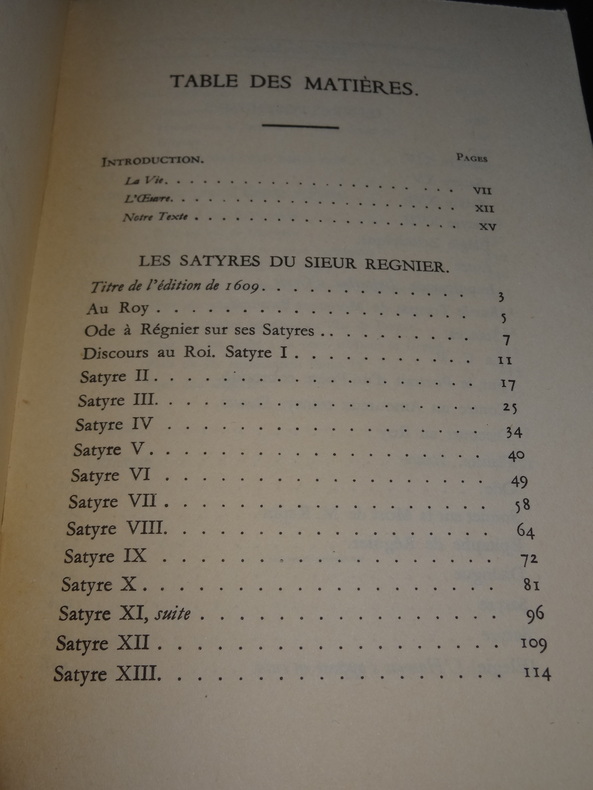 TABLE DES MATIÈRES.
INTRODUCTION. PAGES
La Vie. . . . . . . . . . . . . . . . . . VII
L'Œuvre. . . . . . . . . . . . . . . . . . XII
Notre Texte . . . . . . . . . . . . . . . . XV
LES SATYRES DU SIEUR REGNIER.
Titre de l'édition de 1609. . . . . . . . . . . . 3
Au Roy . . . . . . . . . . . . . . . . . . 5
Ode à Régnier sur ses Satyres . . . . . . . . . . 7
Discours au Roi. Satyre I . . . . . . . . . . . 11
Satyre II . . . . . . . . . . . . . . . . . 17
Satyre III. . . . . . . . . . . . . . . . . 25
Satyre IV . . . . . . . . . . . . . . . . . 34
Satyre V . . . . . . . . . . . . . . . . . 40
Satyre VI . . . . . . . . . . . . . . . . . 49
Satyre VII . . . . . . . . . . . . . . . . 58
Satyre VIII. . . . . . . . . . . . . . . . 64
Satyre IX . . . . . . . . . . . . . . . . 72
Satyre X . . . . . . . . . . . . . . . . . 81
Satyre XI, suite . . . . . . . . . . . . . . 96
Satyre XII . . . . . . . . . . . . . . . . 109
Satyre XIII. . . . . . . . . . . . . . . . 114